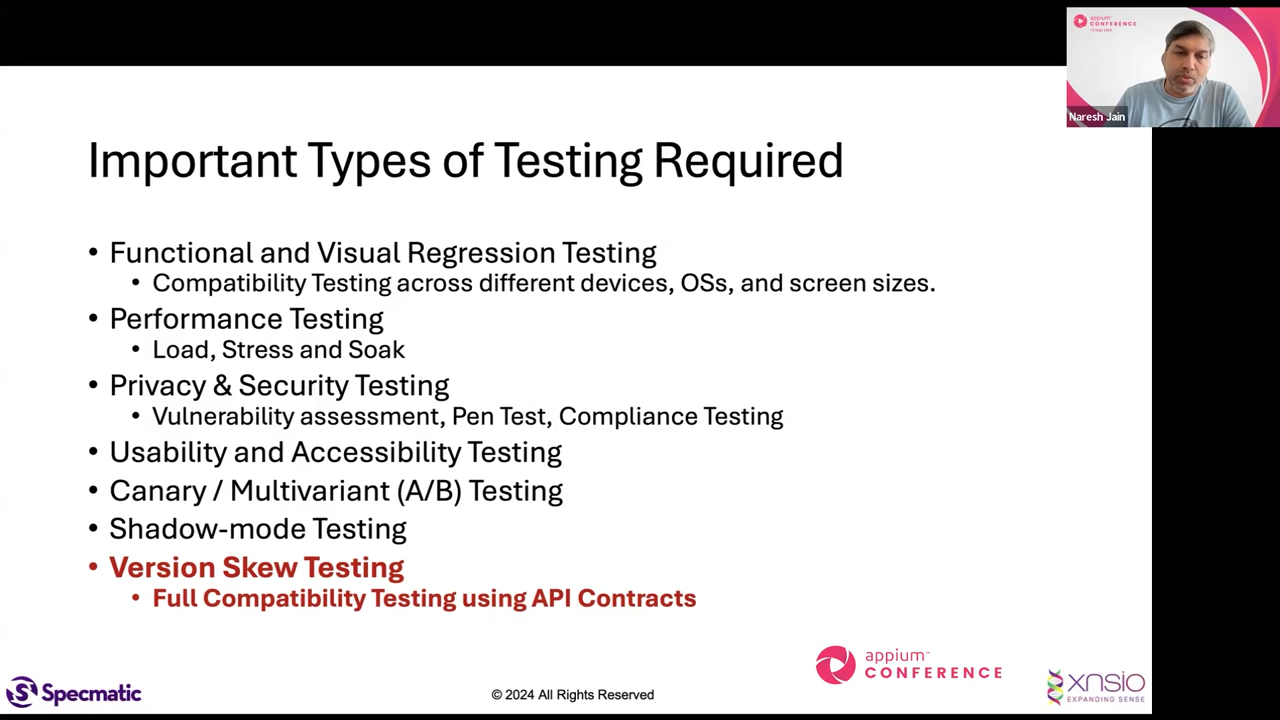 appium
CONFERENCE
Naresh Jain
Important Types of Testing Required
• Functional and Visual Regression Testing
• Compatibility Testing across different devices, OSs, and screen sizes.
• Performance Testing
• Load, Stress and Soak
• Privacy & Security Testing
• Vulnerability assessment, Pen Test, Compliance Testing
• Usability and Accessibility Testing
• Canary / Multivariant (A/B) Testing
• Shadow-mode Testing
• Version Skew Testing
• Full Compatibility Testing using API Contracts
appium™
CONFERENCE
Specmatic
© 2024 All Rights Reserved
xnsio
EXPANDING SENSE